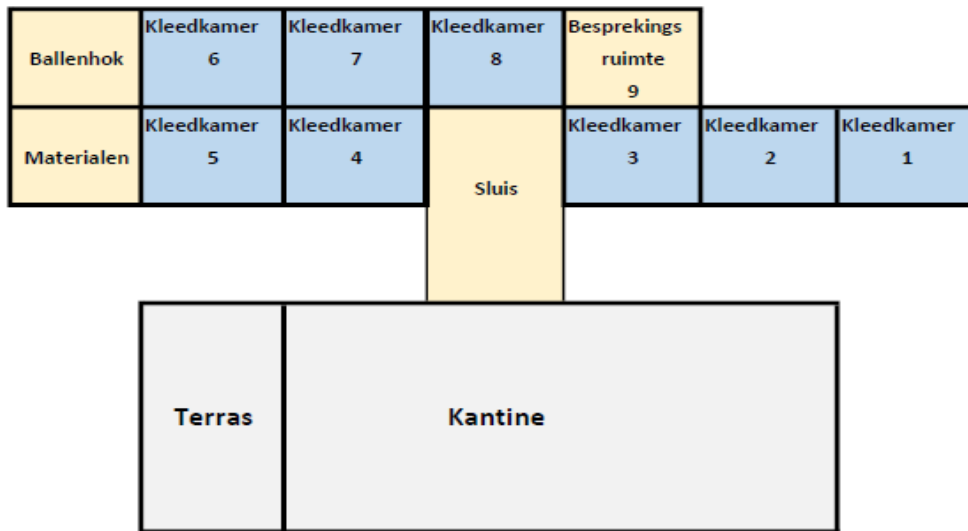 Ballenhok
Kleedkamer
6
Kleedkamer
7
Kleedkamer
8
Besprekings
ruimte
9
Materialen
Kleedkamer
5
Kleedkamer
4
Sluis
Kleedkamer
3
Kleedkamer
2
Kleedkamer
1
Terras
Kantine